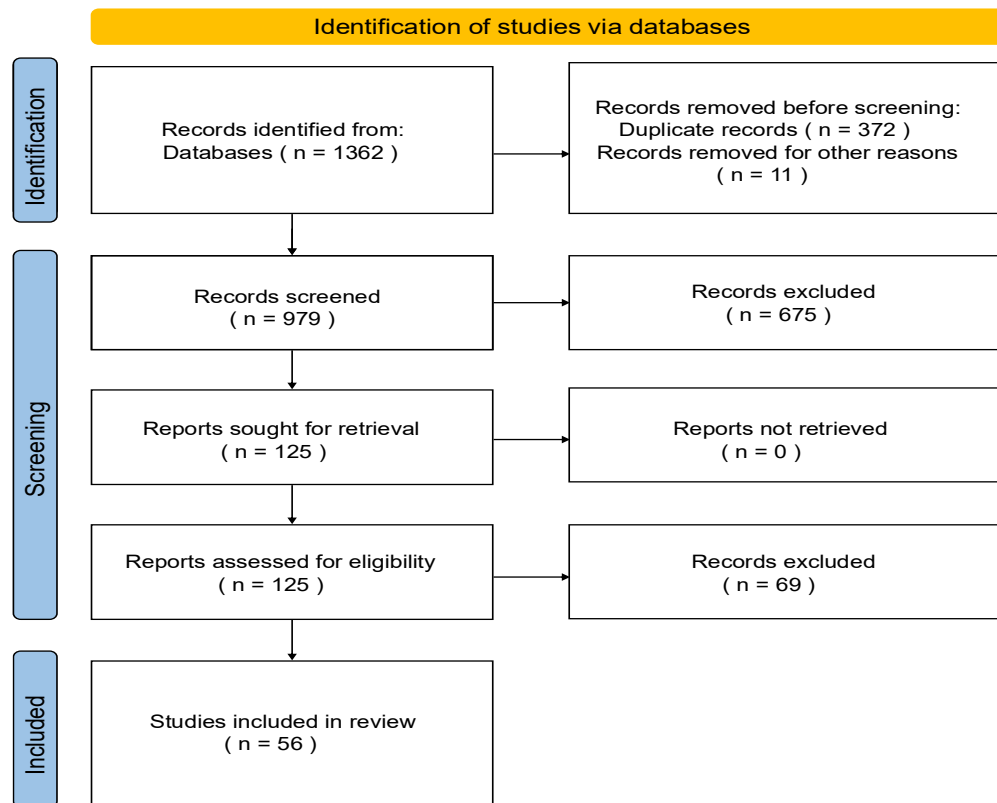 Identification of studies via databases
Identification
Records identified from:
Databases ( n = 1362 )
Records removed before screening:
Duplicate records ( n = 372 )
Records removed for other reasons
( n = 11 )
Screening
Records screened
( n = 979 )
Records excluded
( n = 675 )
Reports sought for retrieval
( n = 125 )
Reports not retrieved
( n = 0 )
Reports assessed for eligibility
( n = 125 )
Records excluded
( n = 69 )
Included
Studies included in review
( n = 56 )